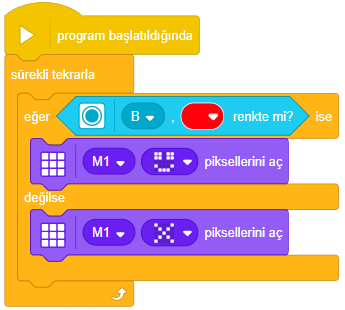 program başlatıldığında
sürekli tekrarla
eğer B , renkte mi? ise
M1 piksellerini aç
değilse
M1 piksellerini aç